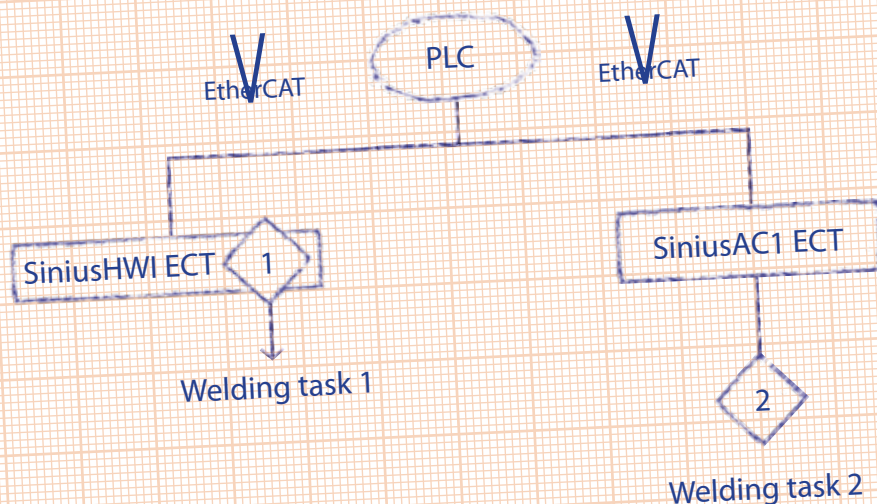 PLC
EtherCAT
EtherCAT
SiniusHWI ECT
1
SiniusAC1 ECT
Welding task 1
2
Welding task 2